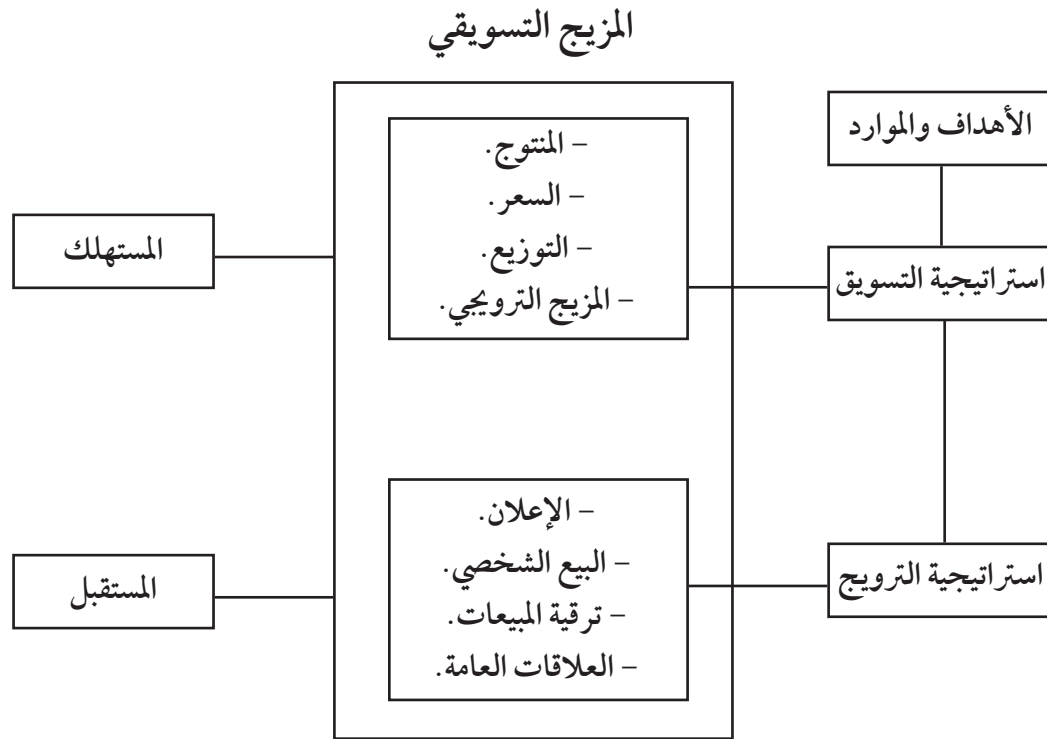 المزيج التسويقي
الأهداف والموارد
– المنتوج.
– السعر.
– التوزيع.
– المزيج الترويجي.
استراتيجية التسويق
المستهلك
– الإعلان.
– البيع الشخصي.
– ترقية المبيعات.
– العلاقات العامة.
استراتيجية الترويج
المستقبل